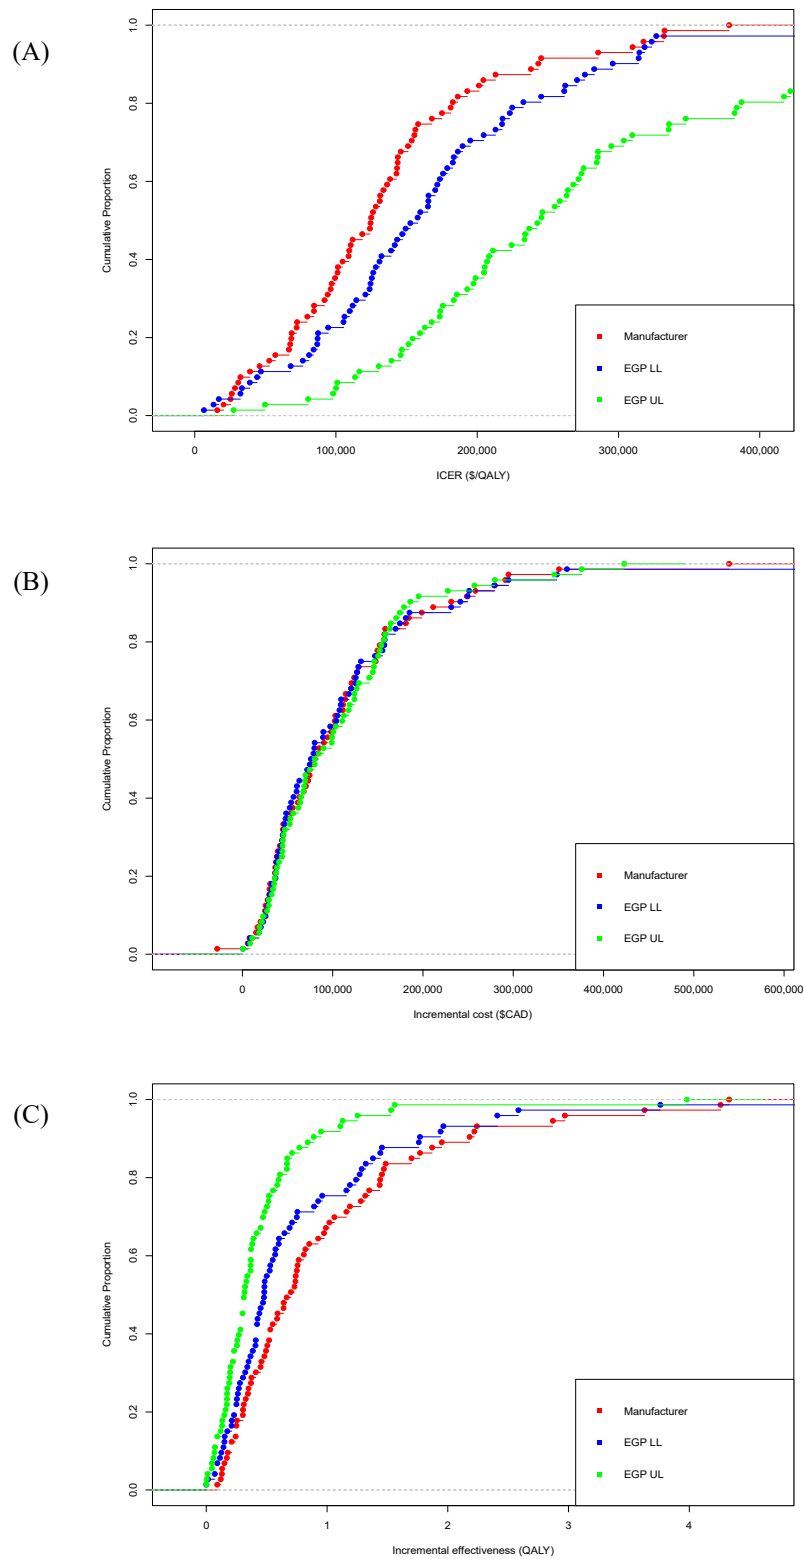 (A)
1.0
0.8
0.6
0.4
0.2
0.0
Cumulative Proportion
Manufacturer
EGP LL
EGP UL
0 100,000 200,000 300,000 400,000
ICER ($/QALY)
(B)
1.0
0.8
0.6
0.4
0.2
0.0
Cumulative Proportion
Manufacturer
EGP LL
EGP UL
0 100,000 200,000 300,000 400,000 500,000 600,000
Incremental cost ($CAD)
(C)
1.0
0.8
0.6
0.4
0.2
0.0
Cumulative Proportion
Manufacturer
EGP LL
EGP UL
0 1 2 3 4
Incremental effectiveness (QALY)